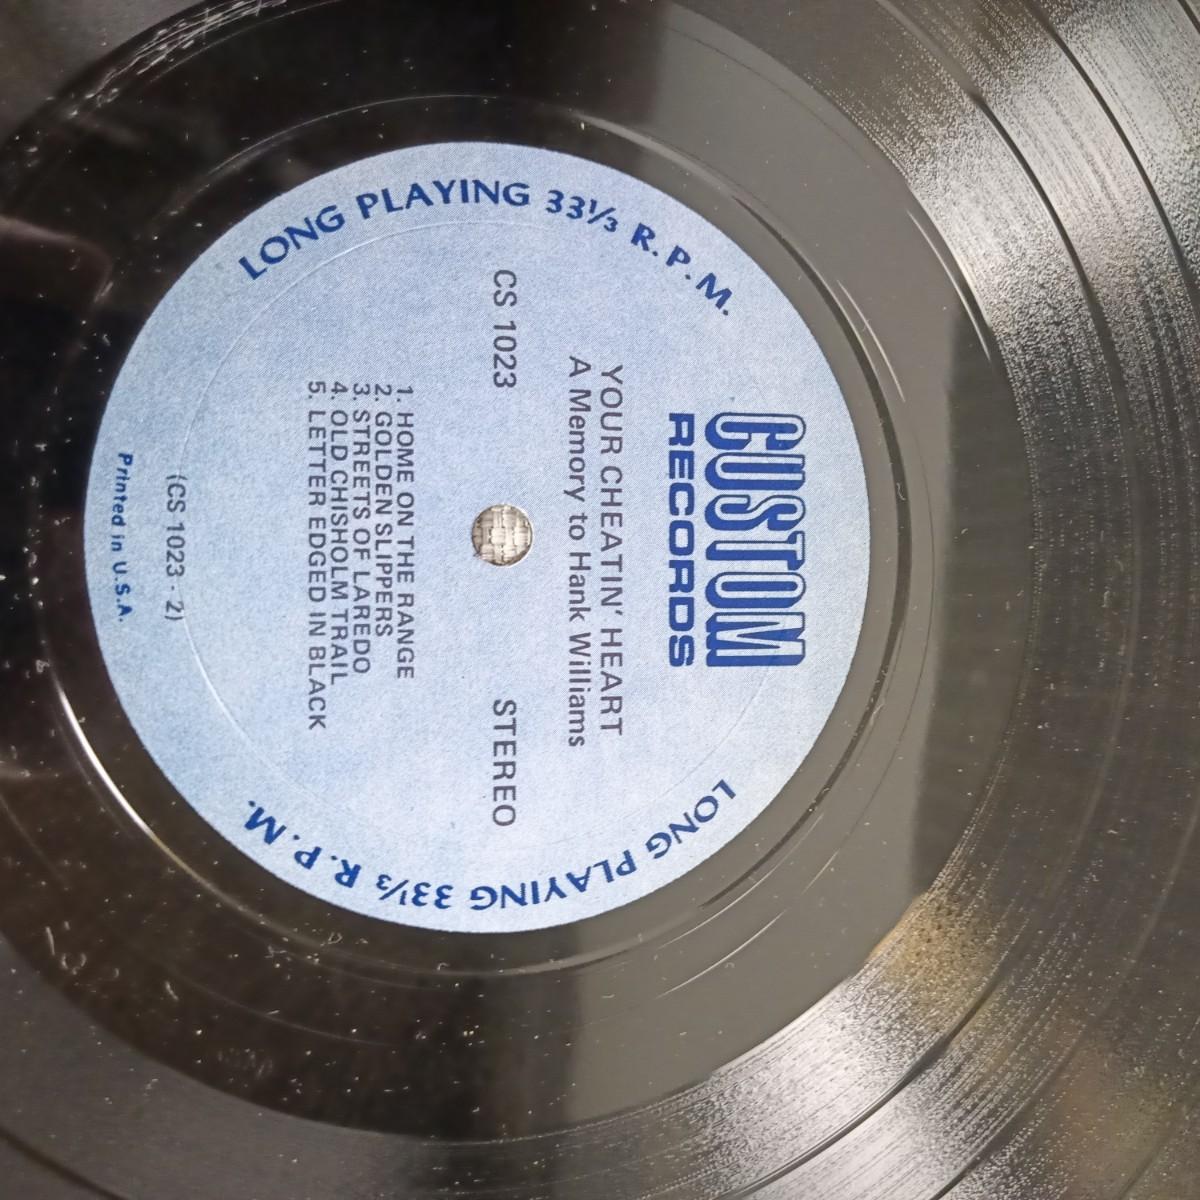 CUSTOM
RECORDS
YOUR CHEATIN' HEART
A Memory to Hank Williams
CS 1023
STEREO
1. HOME ON THE RANGE
2. GOLDEN SLIPPERS
3. STREETS OF LAREDO
4. OLD CHISHOLM TRAIL
5. LETTER EDGED IN BLACK
(CS 1023 - 2)
Printed in U.S.A.
LONG PLAYING 33⅓ R.P.M.
LONG PLAYING 33⅓ R.P.M.